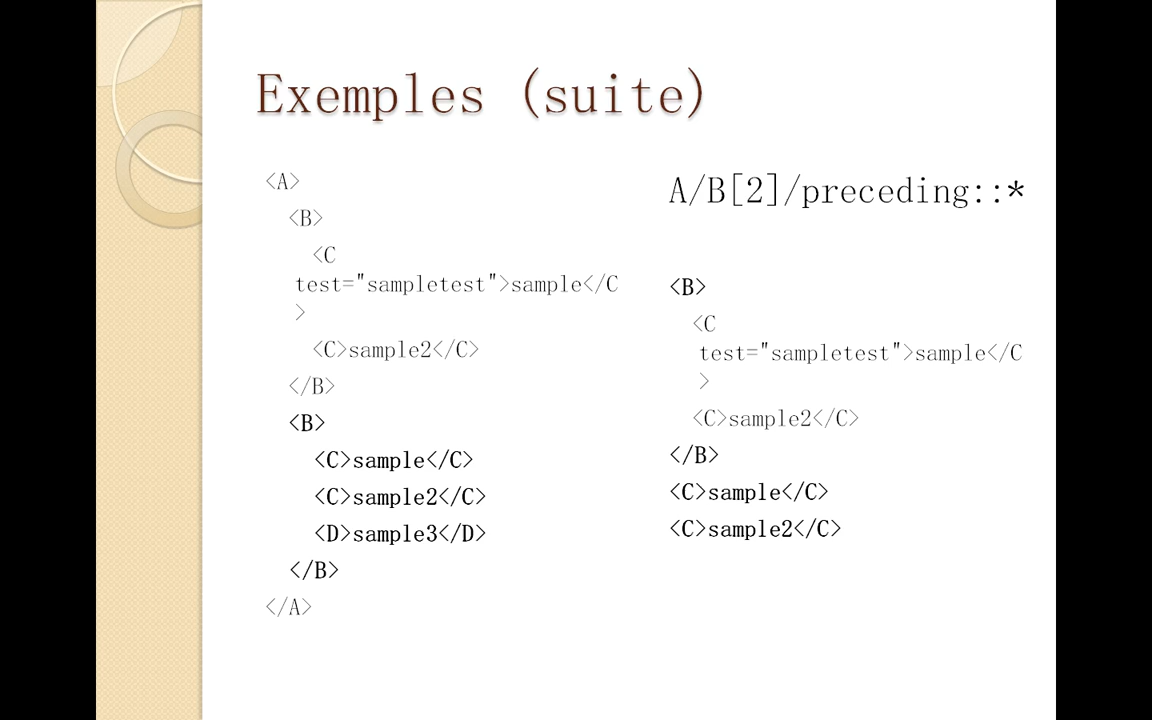 Exemples (suite)
<A>
<B>
<C
test="sampletest">sample</C
>
<C>sample2</C>
</B>
<B>
<C>sample</C>
<C>sample2</C>
<D>sample3</D>
</B>
</A>
A/B[2]/preceding::*
<B>
<C
test="sampletest">sample</C
>
<C>sample2</C>
</B>
<C>sample</C>
<C>sample2</C>